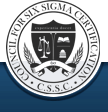 COUNCIL FOR SIX SIGMA CERTIFICATION
C.S.S.C.